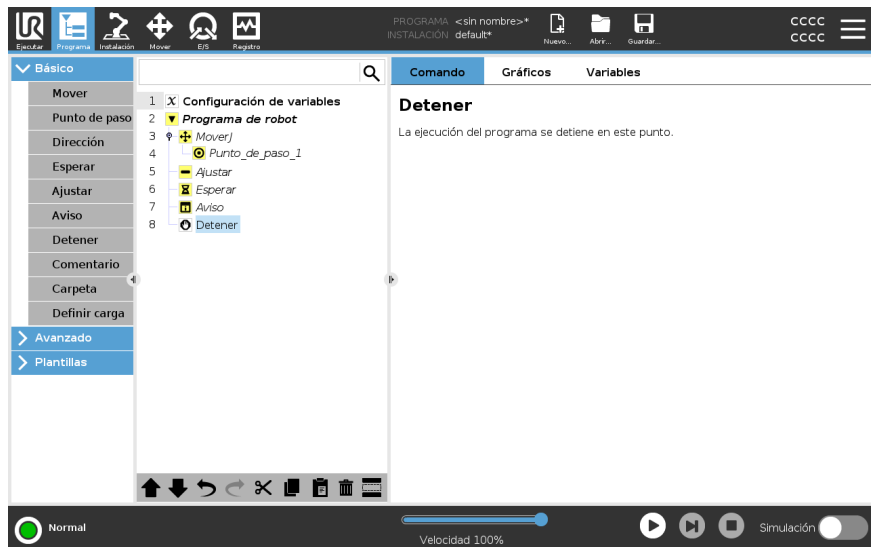 PROGRAMA <sin nombre>*
INSTALACIÓN default*
CCCC
CCCC
UR
Ejecutar
Programa
Instalación
Mover
E/S
Registro
Nuevo...
Abrir...
Guardar...
Básico
Mover
Punto de paso
Dirección
Esperar
Ajustar
Aviso
Detener
Comentario
Carpeta
Definir carga
Avanzado
Plantillas
1 X Configuración de variables
2 Programa de robot
3 MoverJ
4 Punto_de_paso_1
5 Ajustar
6 Esperar
7 Aviso
8 Detener
Comando
Gráficos
Variables
Detener
La ejecución del programa se detiene en este punto.
Normal
Velocidad 100%
Simulación